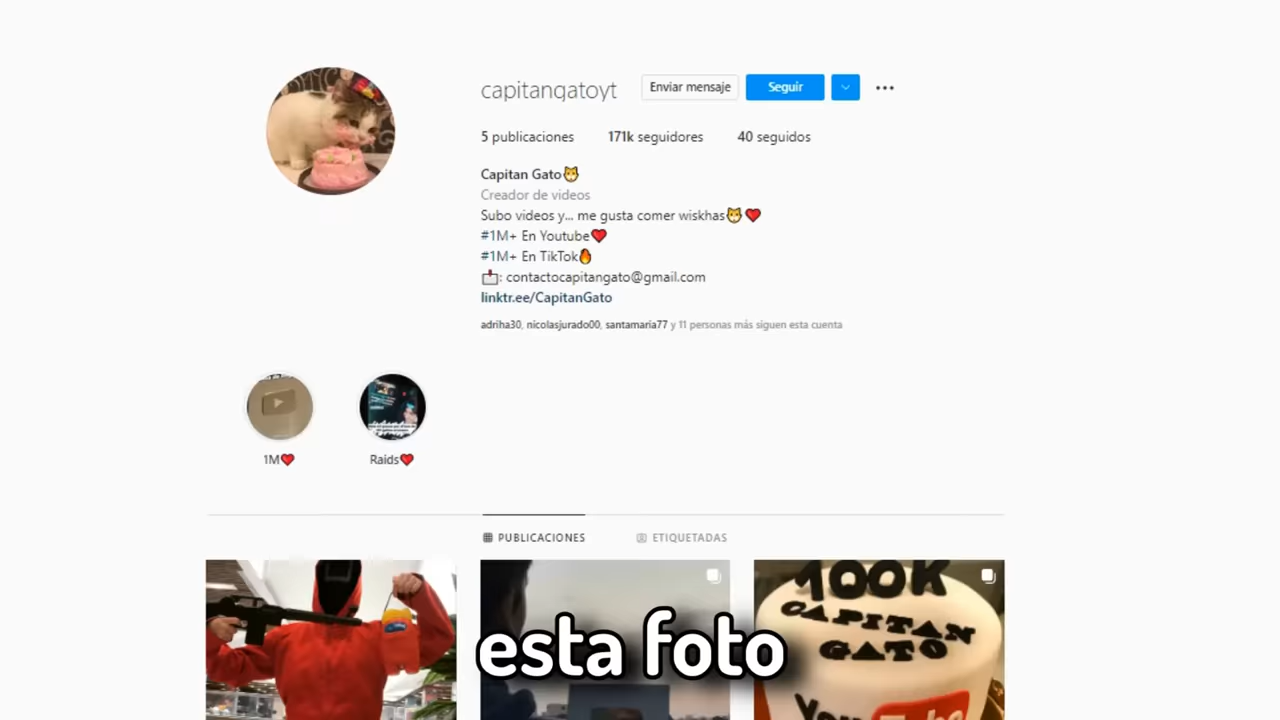 capitangatoyt Enviar mensaje Seguir
5 publicaciones 171k seguidores 40 seguidos
Capitan Gato🐱
Creador de videos
Subo videos y... me gusta comer wiskhas🐱❤️
#1M+ En Youtube❤️
#1M+ En TikTok🔥
📩: contactocapitangato@gmail.com
linktr.ee/CapitanGato
adriha30, nicolasjurado00, santamaria77 y 11 personas más siguen esta cuenta
1M❤️ Raids❤️
PUBLICACIONES ETIQUETADAS
100K
CAPITAN
GATO
YouTube
esta foto